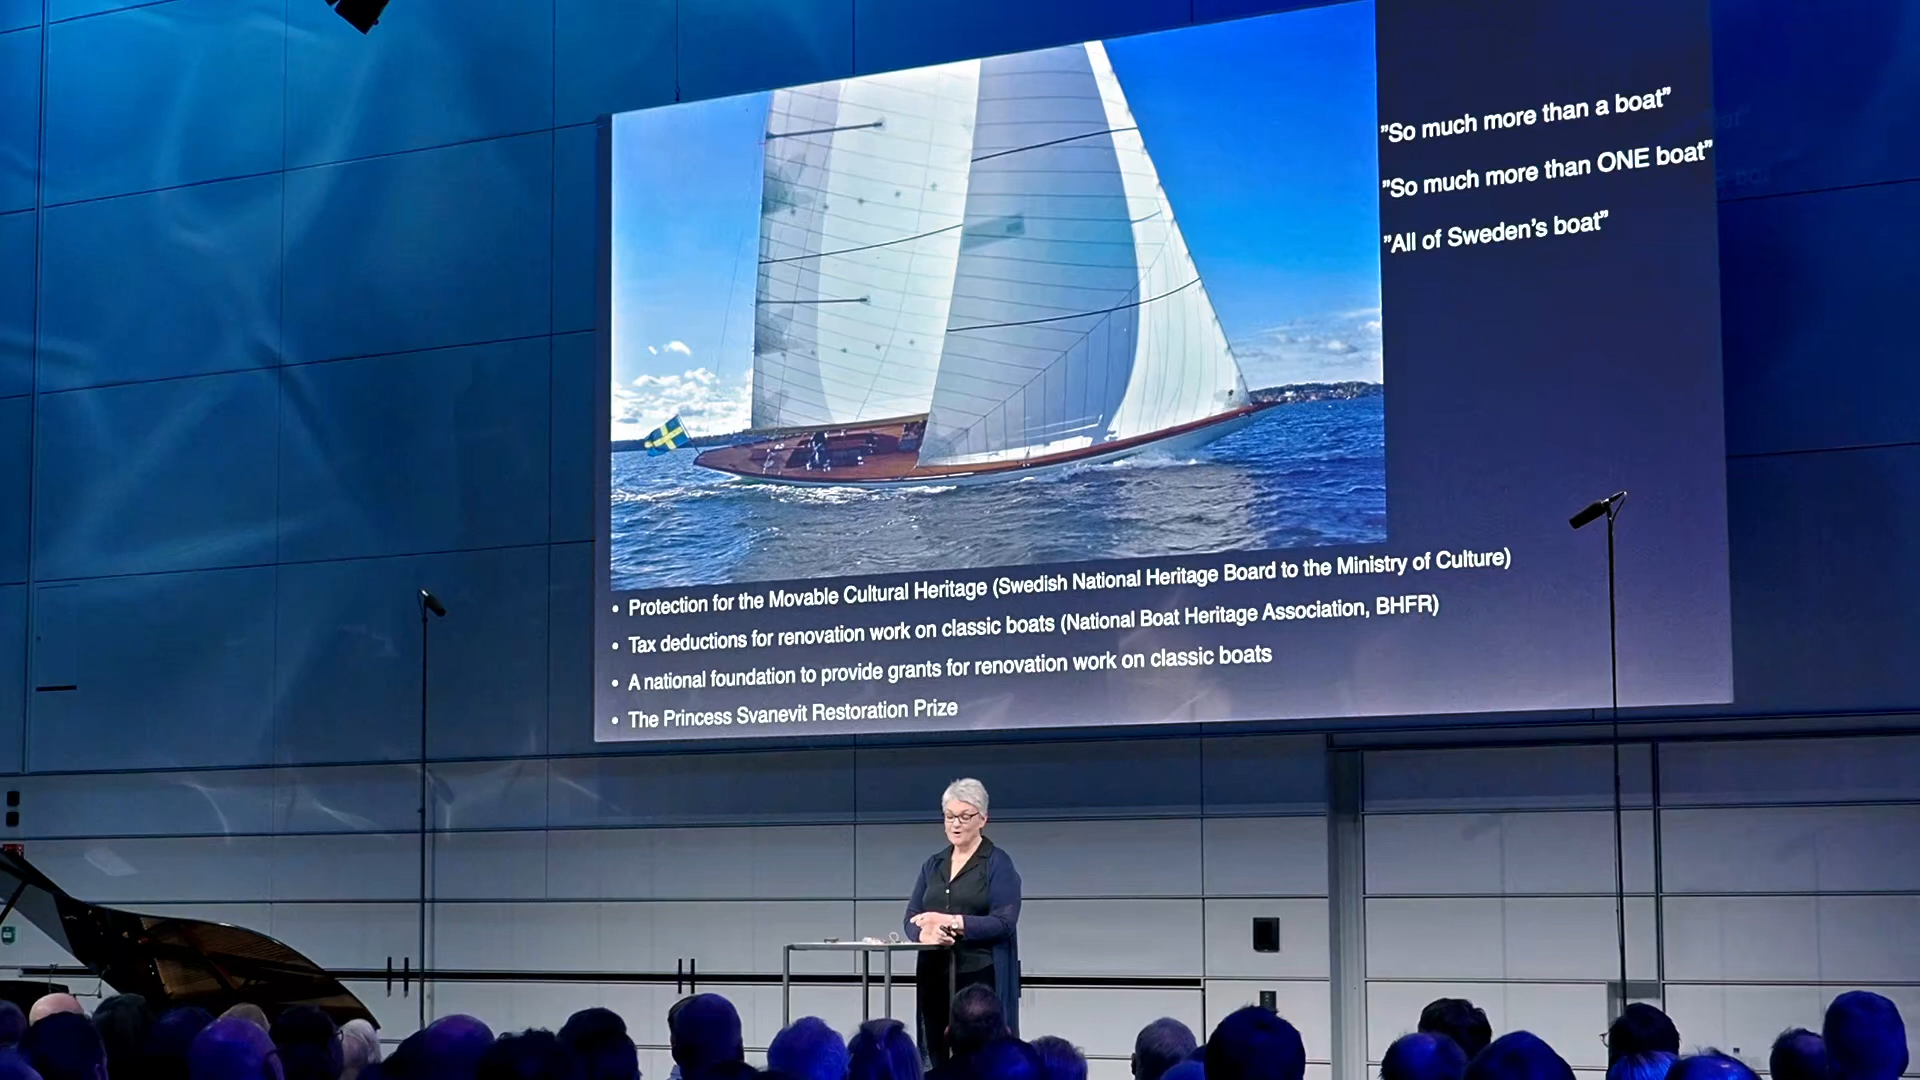 ”So much more than a boat”
”So much more than ONE boat”
”All of Sweden’s boat”
• Protection for the Movable Cultural Heritage (Swedish National Heritage Board to the Ministry of Culture)
• Tax deductions for renovation work on classic boats (National Boat Heritage Association, BHFR)
• A national foundation to provide grants for renovation work on classic boats
• The Princess Svanevit Restoration Prize